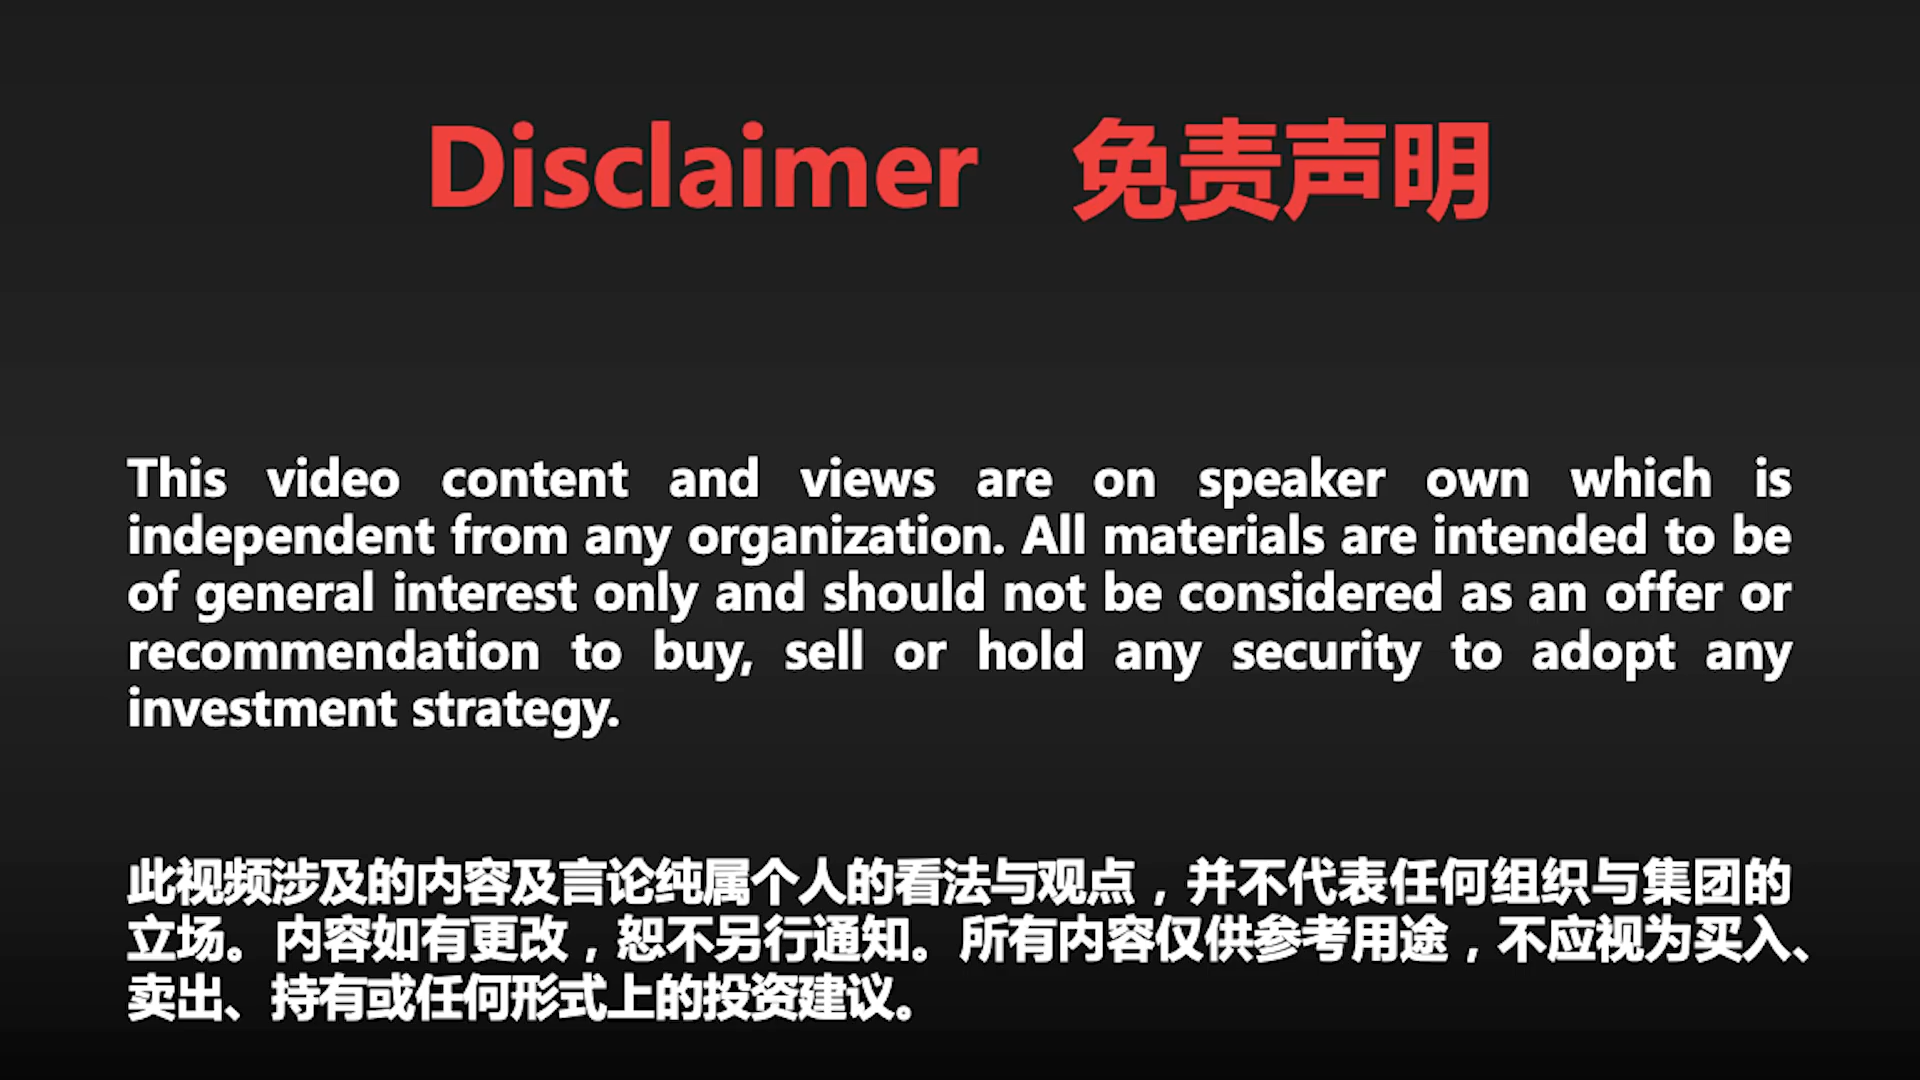 Disclaimer 免责声明
This video content and views are on speaker own which is
independent from any organization. All materials are intended to be
of general interest only and should not be considered as an offer or
recommendation to buy, sell or hold any security to adopt any
investment strategy.
此视频涉及的内容及言论纯属个人的看法与观点，并不代表任何组织与集团的
立场。内容如有更改，恕不另行通知。所有内容仅供参考用途，不应视为买入、
卖出、持有或任何形式上的投资建议。